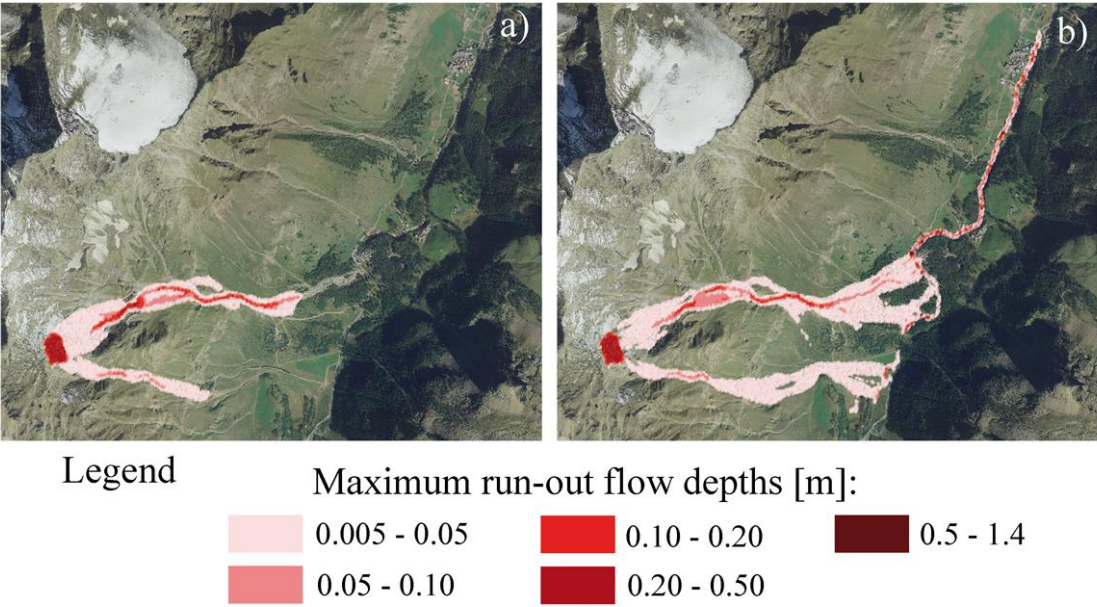 a)
b)
Legend
Maximum run-out flow depths [m]:
0.005 - 0.05
0.10 - 0.20
0.5 - 1.4
0.05 - 0.10
0.20 - 0.50